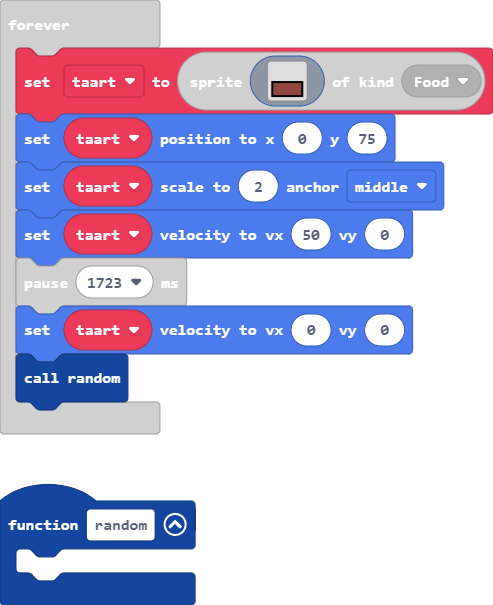 forever
set taart to sprite of kind Food
set taart position to x 0 y 75
set taart scale to 2 anchor middle
set taart velocity to vx 50 vy 0
pause 1723 ms
set taart velocity to vx 0 vy 0
call random
function random